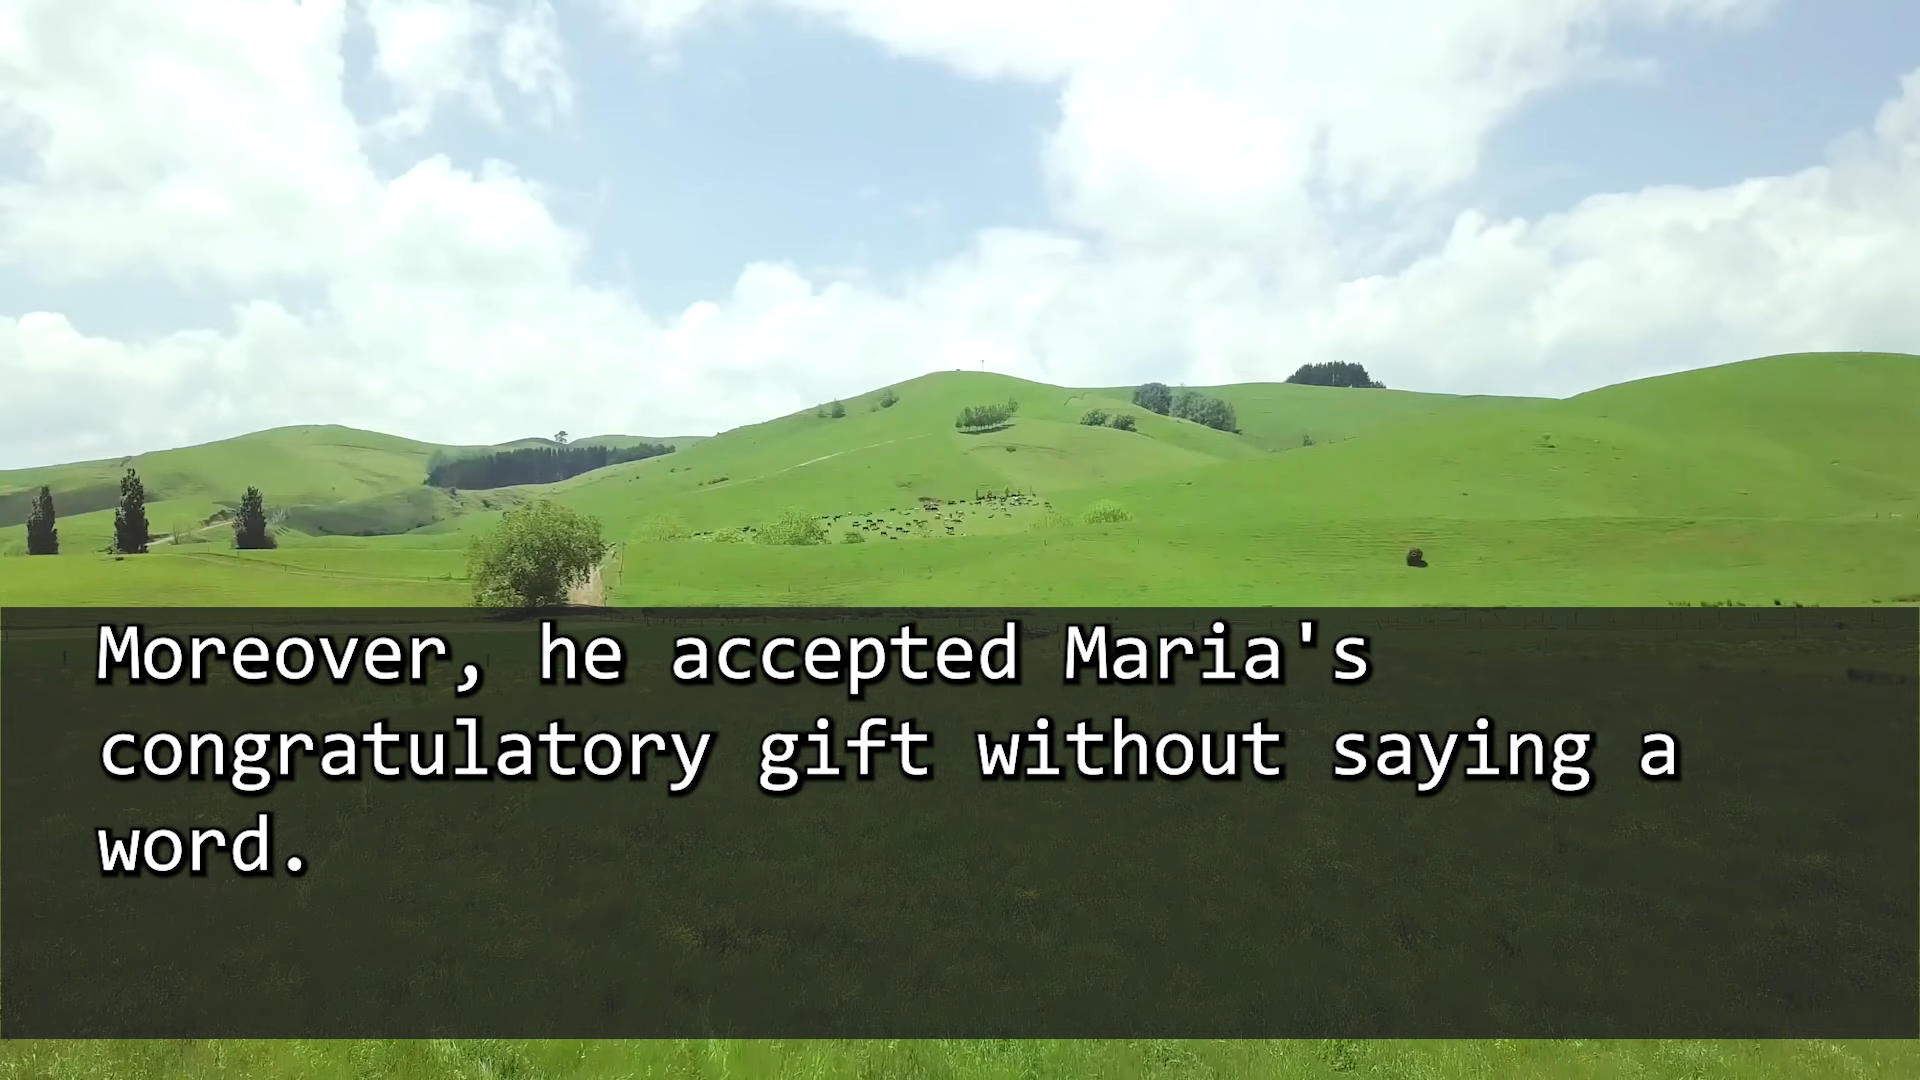 Moreover, he accepted Maria's
congratulatory gift without saying a
word.